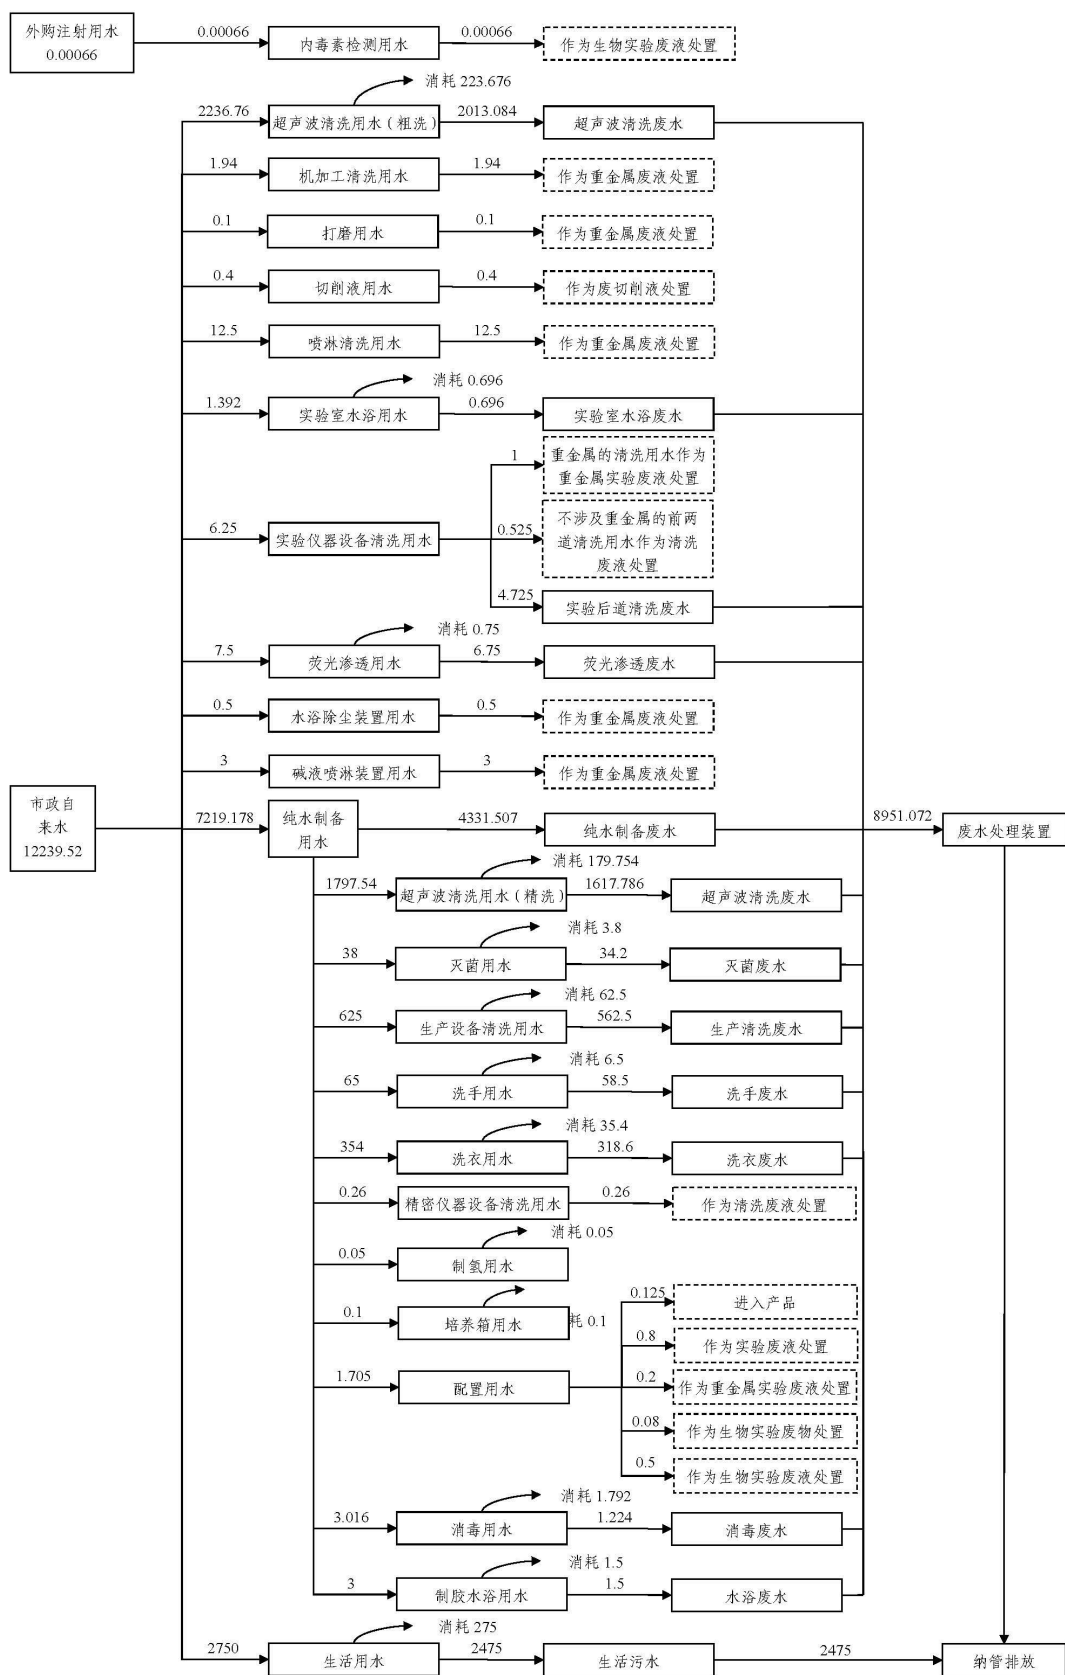 外购注射用水
0.00066
0.00066
内毒素检测用水
0.00066
作为生物实验废液处置
消耗 223.676
2236.76
超声波清洗用水（粗洗）
2013.084
超声波清洗废水
1.94
机加工清洗用水
1.94
作为重金属废液处置
0.1
打磨用水
0.1
作为重金属废液处置
0.4
切削液用水
0.4
作为废切削液处置
12.5
喷淋清洗用水
12.5
作为重金属废液处置
消耗 0.696
1.392
实验室水浴用水
0.696
实验室水浴废水
1
重金属的清洗用水作为
重金属实验废液处置
6.25
实验仪器设备清洗用水
0.525
不涉及重金属的前两
道清洗用水作为清洗
废液处置
4.725
实验后道清洗废水
消耗 0.75
7.5
荧光渗透用水
6.75
荧光渗透废水
0.5
水浴除尘装置用水
0.5
作为重金属废液处置
3
碱液喷淋装置用水
3
作为重金属废液处置
市政自
来水
12239.52
7219.178
纯水制备
用水
4331.507
纯水制备废水
8951.072
废水处理装置
消耗 179.754
1797.54
超声波清洗用水（精洗）
1617.786
超声波清洗废水
消耗 3.8
38
灭菌用水
34.2
灭菌废水
消耗 62.5
625
生产设备清洗用水
562.5
生产清洗废水
消耗 6.5
65
洗手用水
58.5
洗手废水
消耗 35.4
354
洗衣用水
318.6
洗衣废水
0.26
精密仪器设备清洗用水
0.26
作为清洗废液处置
消耗 0.05
0.05
制氢用水
0.1
培养箱用水
耗 0.1
0.125
进入产品
0.8
作为实验废液处置
1.705
配置用水
0.2
作为重金属实验废液处置
0.08
作为生物实验废物处置
0.5
作为生物实验废液处置
消耗 1.792
3.016
消毒用水
1.224
消毒废水
消耗 1.5
3
制胶水浴用水
1.5
水浴废水
消耗 275
2750
生活用水
2475
生活污水
2475
纳管排放